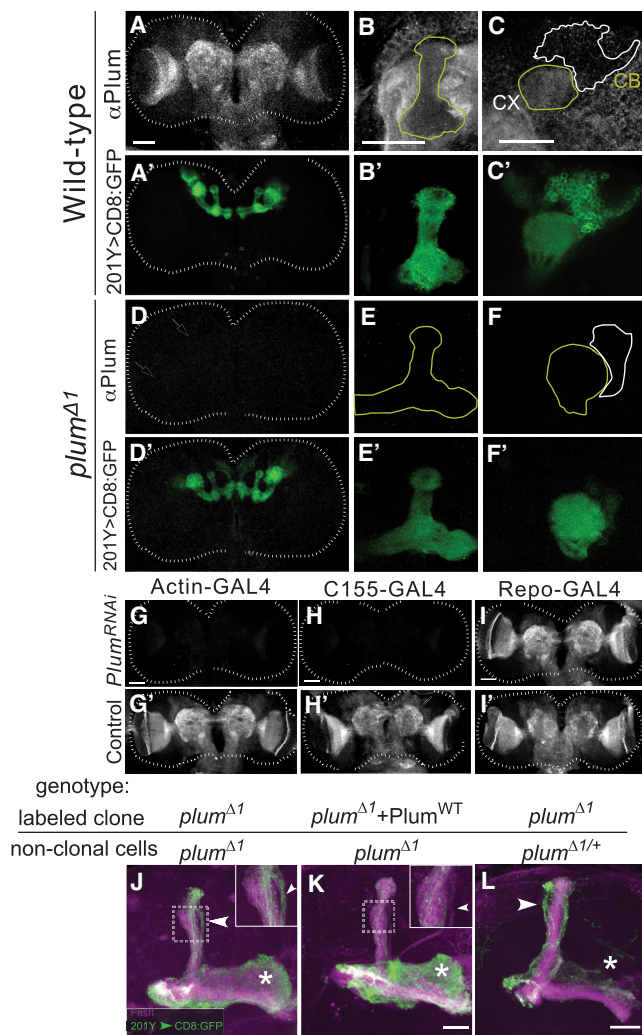 Wild-type
αPlum
A
B
C
CX
CB
201Y>CD8:GFP
A'
B'
C'
plumΔ1
αPlum
D
E
F
201Y>CD8:GFP
D'
E'
F'
Actin-GAL4 C155-GAL4 Repo-GAL4
PlumRNAi
G
H
I
Control
G'
H'
I'
genotype:
labeled clone plumΔ1 plumΔ1+PlumWT plumΔ1
non-clonal cells plumΔ1 plumΔ1 plumΔ1/+
J
K
L
*
*
*
FasII
201Y ➤ CD8:GFP